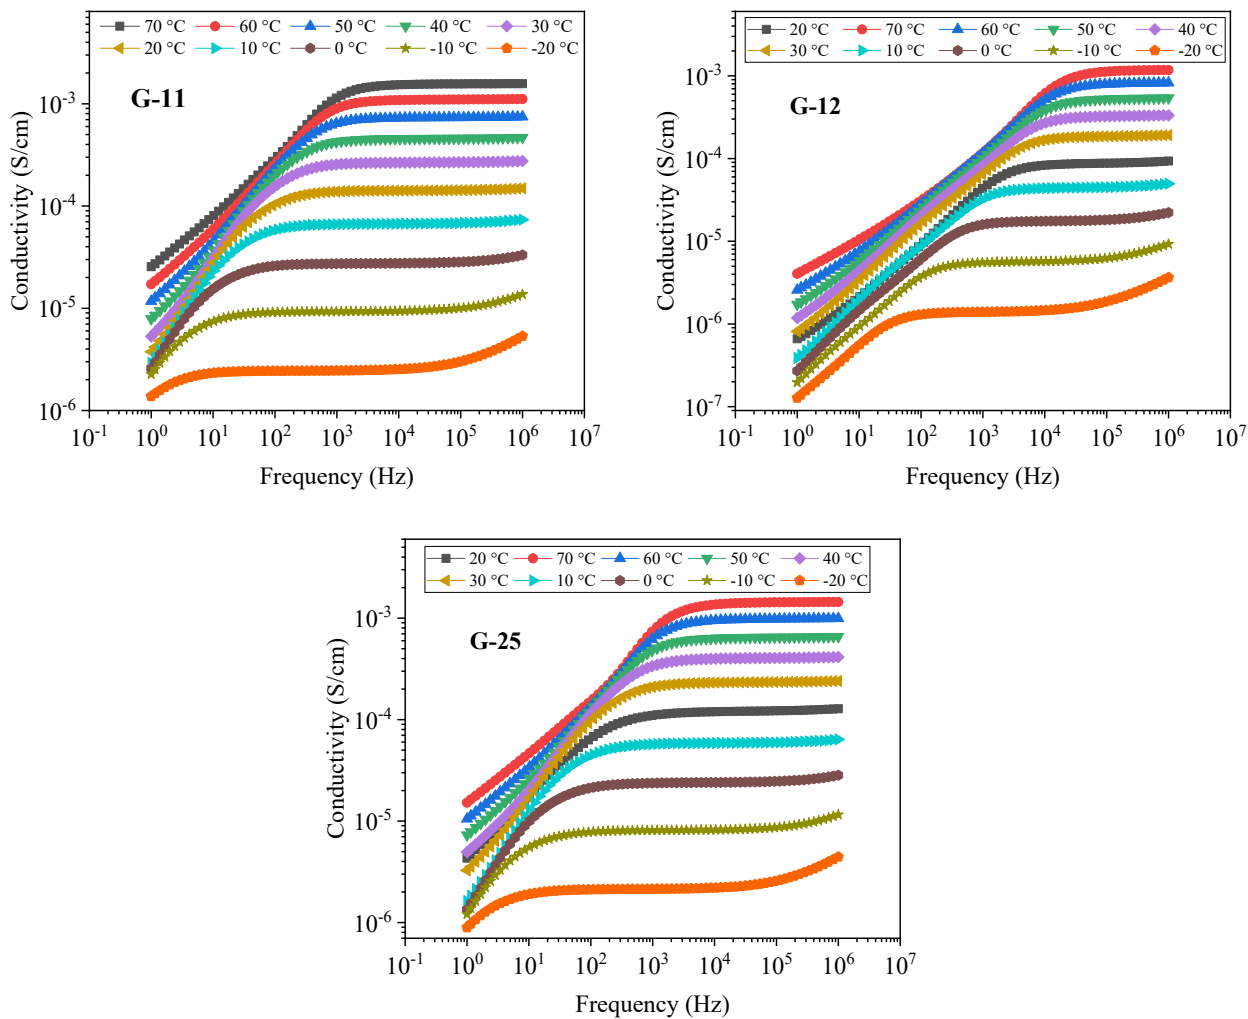 70 °C 60 °C 50 °C 40 °C 30 °C
20 °C 10 °C 0 °C -10 °C -20 °C
G-11
Conductivity (S/cm)
10⁻³
10⁻⁴
10⁻⁵
10⁻⁶
10⁻¹ 10⁰ 10¹ 10² 10³ 10⁴ 10⁵ 10⁶ 10⁷
Frequency (Hz)
20 °C 70 °C 60 °C 50 °C 40 °C
30 °C 10 °C 0 °C -10 °C -20 °C
G-12
Conductivity (S/cm)
10⁻³
10⁻⁴
10⁻⁵
10⁻⁶
10⁻⁷
10⁻¹ 10⁰ 10¹ 10² 10³ 10⁴ 10⁵ 10⁶ 10⁷
Frequency (Hz)
20 °C 70 °C 60 °C 50 °C 40 °C
30 °C 10 °C 0 °C -10 °C -20 °C
G-25
Conductivity (S/cm)
10⁻³
10⁻⁴
10⁻⁵
10⁻⁶
10⁻¹ 10⁰ 10¹ 10² 10³ 10⁴ 10⁵ 10⁶ 10⁷
Frequency (Hz)